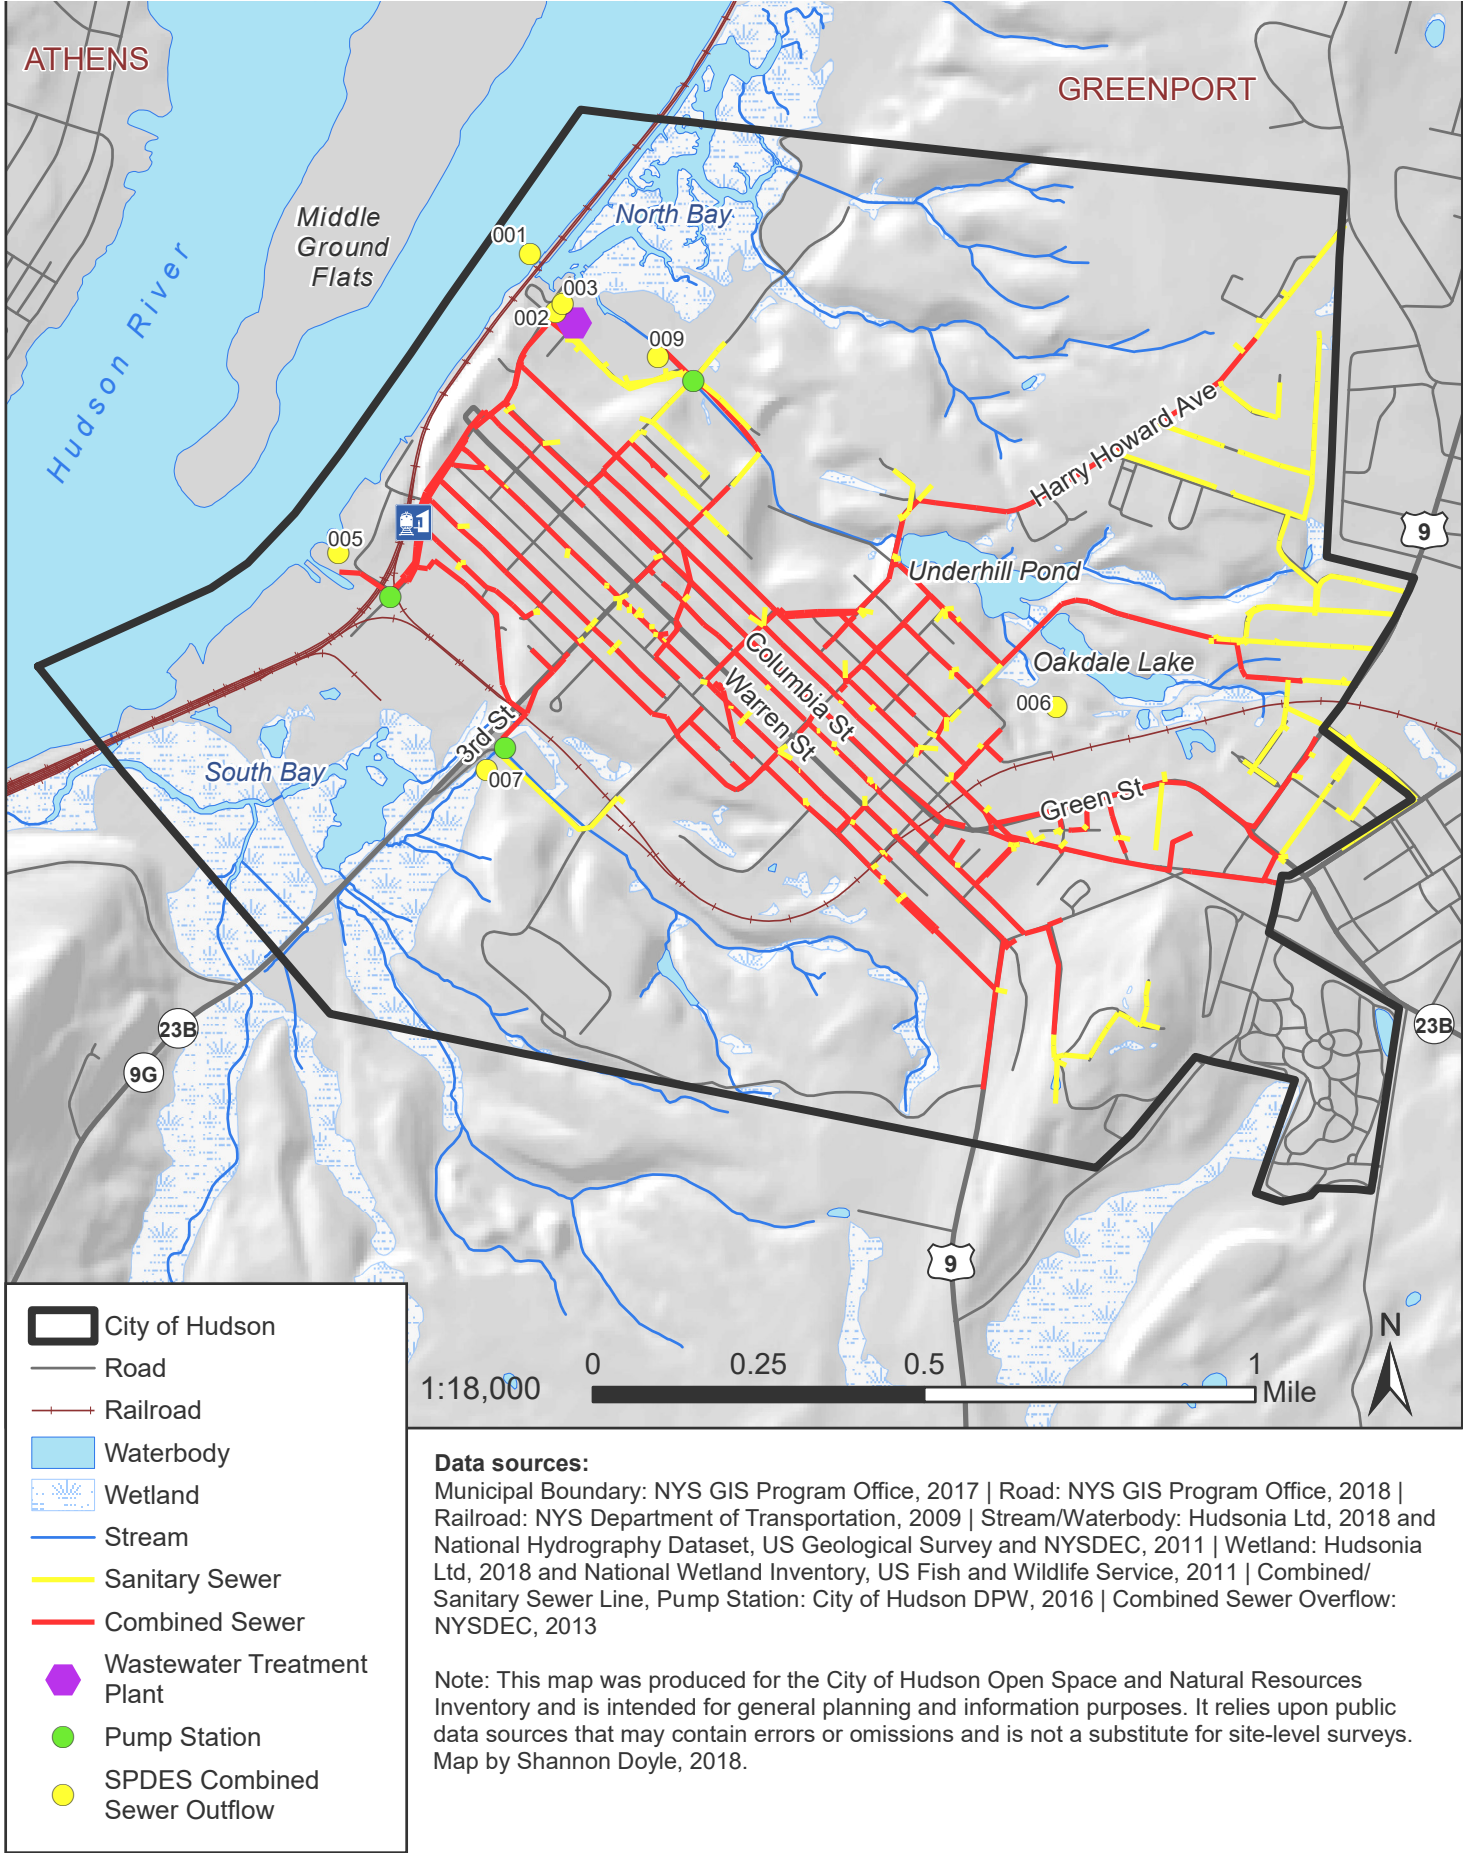 ATHENS
GREENPORT
Middle
Ground
Flats
North Bay
Hudson River
001
003
002
009
Harry Howard Ave
9
005
Underhill Pond
Oakdale Lake
006
Columbia St
Warren St
3rd St
South Bay
007
Green St
23B
9G
23B
9
City of Hudson
Road
Railroad
Waterbody
Wetland
Stream
Sanitary Sewer
Combined Sewer
Wastewater Treatment
Plant
Pump Station
SPDES Combined
Sewer Outflow
N
0 0.25 0.5 1
1:18,000
Mile
Data sources:
Municipal Boundary: NYS GIS Program Office, 2017 | Road: NYS GIS Program Office, 2018 |
Railroad: NYS Department of Transportation, 2009 | Stream/Waterbody: Hudsonia Ltd, 2018 and
National Hydrography Dataset, US Geological Survey and NYSDEC, 2011 | Wetland: Hudsonia
Ltd, 2018 and National Wetland Inventory, US Fish and Wildlife Service, 2011 | Combined/
Sanitary Sewer Line, Pump Station: City of Hudson DPW, 2016 | Combined Sewer Overflow:
NYSDEC, 2013
Note: This map was produced for the City of Hudson Open Space and Natural Resources
Inventory and is intended for general planning and information purposes. It relies upon public
data sources that may contain errors or omissions and is not a substitute for site-level surveys.
Map by Shannon Doyle, 2018.